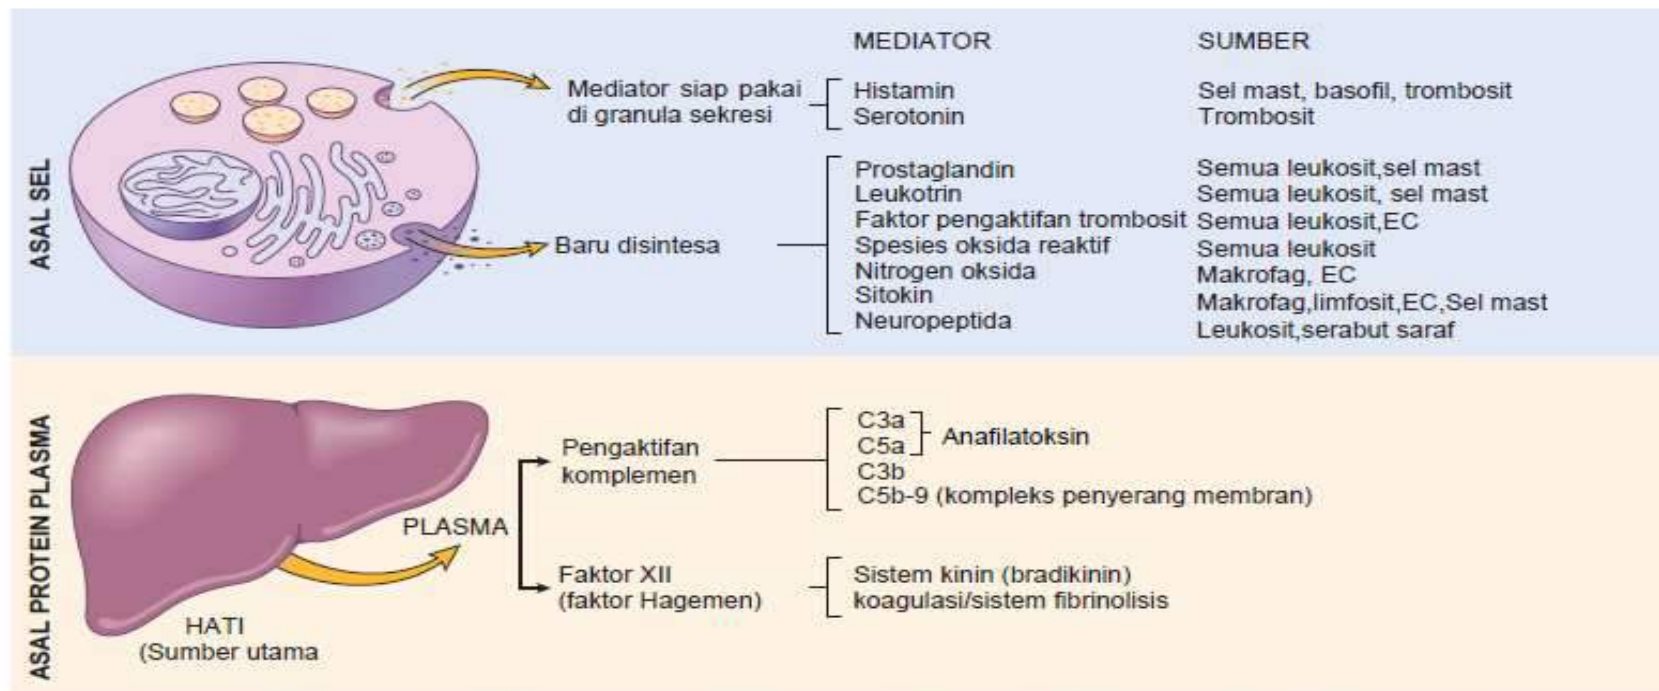 MEDIATOR SUMBER
ASAL SEL
Mediator siap pakai
di granula sekresi
Histamin Sel mast, basofil, trombosit
Serotonin Trombosit
Baru disintesa
Prostaglandin Semua leukosit,sel mast
Leukotrin Semua leukosit, sel mast
Faktor pengaktifan trombosit Semua leukosit,EC
Spesies oksida reaktif Semua leukosit
Nitrogen oksida Makrofag, EC
Sitokin Makrofag,limfosit,EC,Sel mast
Neuropeptida Leukosit,serabut saraf
ASAL PROTEIN PLASMA
HATI
(Sumber utama
PLASMA
Pengaktifan
komplemen
C3a
C5a
Anafilatoksin
C3b
C5b-9 (kompleks penyerang membran)
Faktor XII
(faktor Hagemen)
Sistem kinin (bradikinin)
koagulasi/sistem fibrinolisis